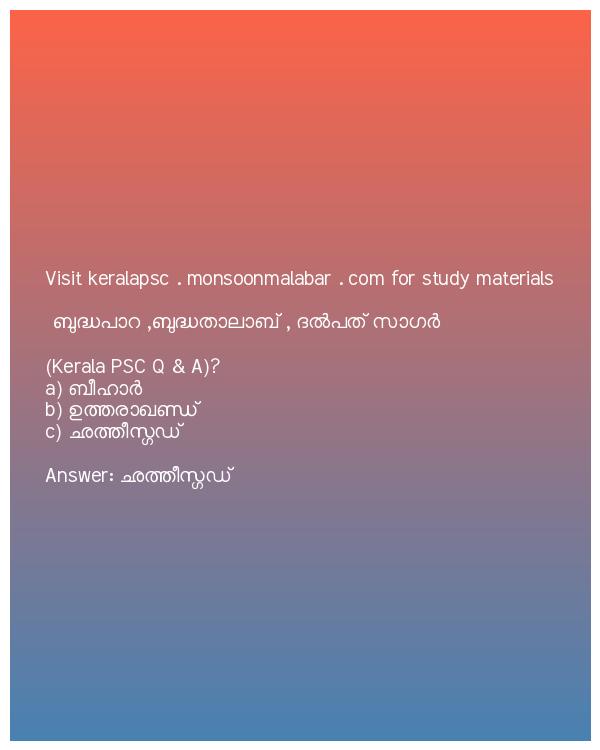 Visit keralapsc . monsoonmalabar . com for study materials
ബുദ്ധപാറ ,ബുദ്ധതാലാബ് , ദൽപത് സാഗർ
(Kerala PSC Q & A)?
a) ബീഹാർ
b) ഉത്തരാഖണ്ഡ്
c) ഛത്തീസ്ഗഡ്
Answer: ഛത്തീസ്ഗഡ്